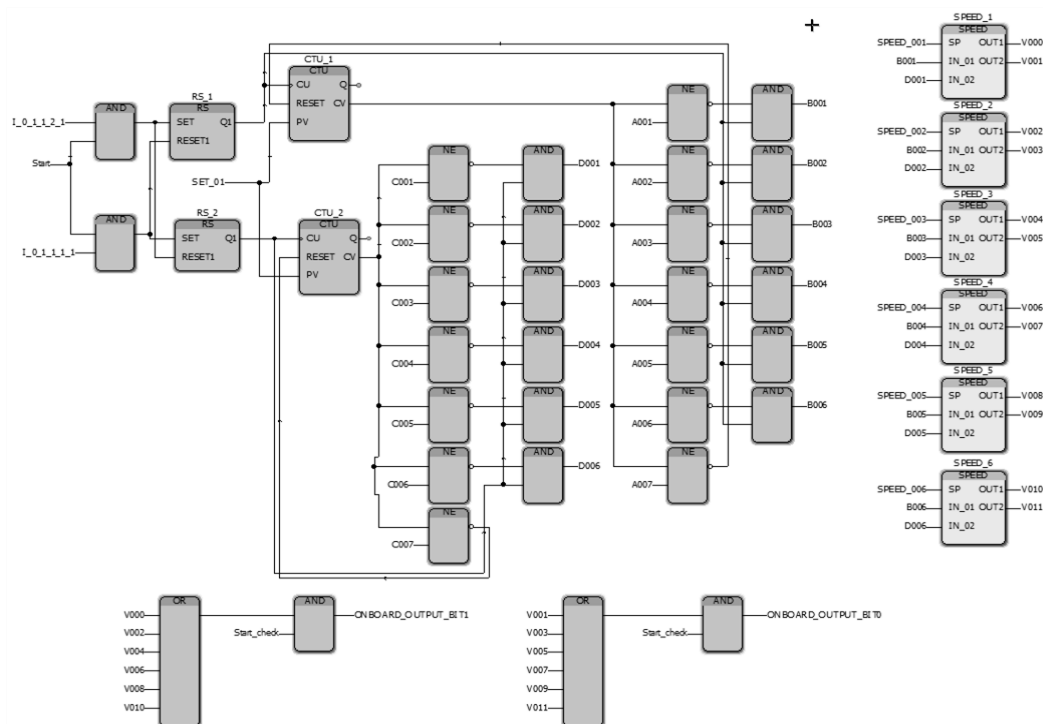 CTU_1
CTU
CU Q
RESET CV
PV
AND
I_0_1_1_2_1
Start
RS_1
RS
SET Q1
RESET1
SET_01
AND
I_0_1_1_1_1
RS_2
RS
SET Q1
RESET1
CTU_2
CTU
CU Q
RESET CV
PV
NE
C001
AND
D001
NE
C002
AND
D002
NE
C003
AND
D003
NE
C004
AND
D004
NE
C005
AND
D005
NE
C006
AND
D006
NE
C007
NE
A001
AND
B001
NE
A002
AND
B002
NE
A003
AND
B003
NE
A004
AND
B004
NE
A005
AND
B005
NE
A006
AND
B006
NE
A007
SPEED_1
SPEED
SPEED_001 SP OUT1 V000
B001 IN_01 OUT2 V001
D001 IN_02
SPEED_2
SPEED
SPEED_002 SP OUT1 V002
B002 IN_01 OUT2 V003
D002 IN_02
SPEED_3
SPEED
SPEED_003 SP OUT1 V004
B003 IN_01 OUT2 V005
D003 IN_02
SPEED_4
SPEED
SPEED_004 SP OUT1 V006
B004 IN_01 OUT2 V007
D004 IN_02
SPEED_5
SPEED
SPEED_005 SP OUT1 V008
B005 IN_01 OUT2 V009
D005 IN_02
SPEED_6
SPEED
SPEED_006 SP OUT1 V010
B006 IN_01 OUT2 V011
D006 IN_02
OR
V000
V002
V004
V006
V008
V010
AND
Start_check
ONBOARD_OUTPUT_BIT1
OR
V001
V003
V005
V007
V009
V011
AND
Start_check
ONBOARD_OUTPUT_BIT0